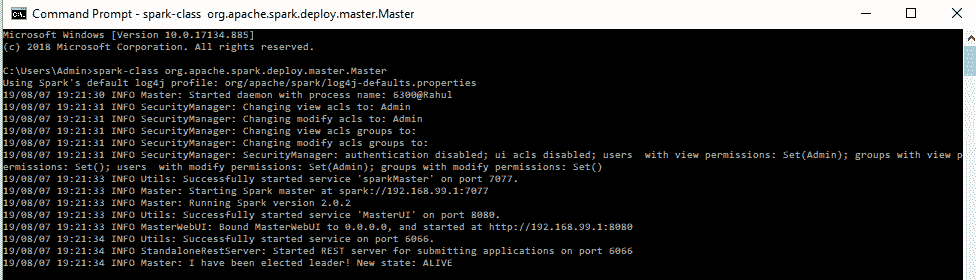 Command Prompt - spark-class org.apache.spark.deploy.master.Master
Microsoft Windows [Version 10.0.17134.885]
(c) 2018 Microsoft Corporation. All rights reserved.
C:\Users\Admin>spark-class org.apache.spark.deploy.master.Master
Using Spark's default log4j profile: org/apache/spark/log4j-defaults.properties
19/08/07 19:21:30 INFO Master: Started daemon with process name: 6300@Rahul
19/08/07 19:21:31 INFO SecurityManager: Changing view acls to: Admin
19/08/07 19:21:31 INFO SecurityManager: Changing modify acls to: Admin
19/08/07 19:21:31 INFO SecurityManager: Changing view acls groups to:
19/08/07 19:21:31 INFO SecurityManager: Changing modify acls groups to:
19/08/07 19:21:31 INFO SecurityManager: SecurityManager: authentication disabled; ui acls disabled; users  with view permissions: Set(Admin); groups with view p
ermissions: Set(); users  with modify permissions: Set(Admin); groups with modify permissions: Set()
19/08/07 19:21:33 INFO Utils: Successfully started service 'sparkMaster' on port 7077.
19/08/07 19:21:33 INFO Master: Starting Spark master at spark://192.168.99.1:7077
19/08/07 19:21:33 INFO Master: Running Spark version 2.0.2
19/08/07 19:21:33 INFO Utils: Successfully started service 'MasterUI' on port 8080.
19/08/07 19:21:33 INFO MasterWebUI: Bound MasterWebUI to 0.0.0.0, and started at http://192.168.99.1:8080
19/08/07 19:21:34 INFO Utils: Successfully started service on port 6066.
19/08/07 19:21:34 INFO StandaloneRestServer: Started REST server for submitting applications on port 6066
19/08/07 19:21:34 INFO Master: I have been elected leader! New state: ALIVE